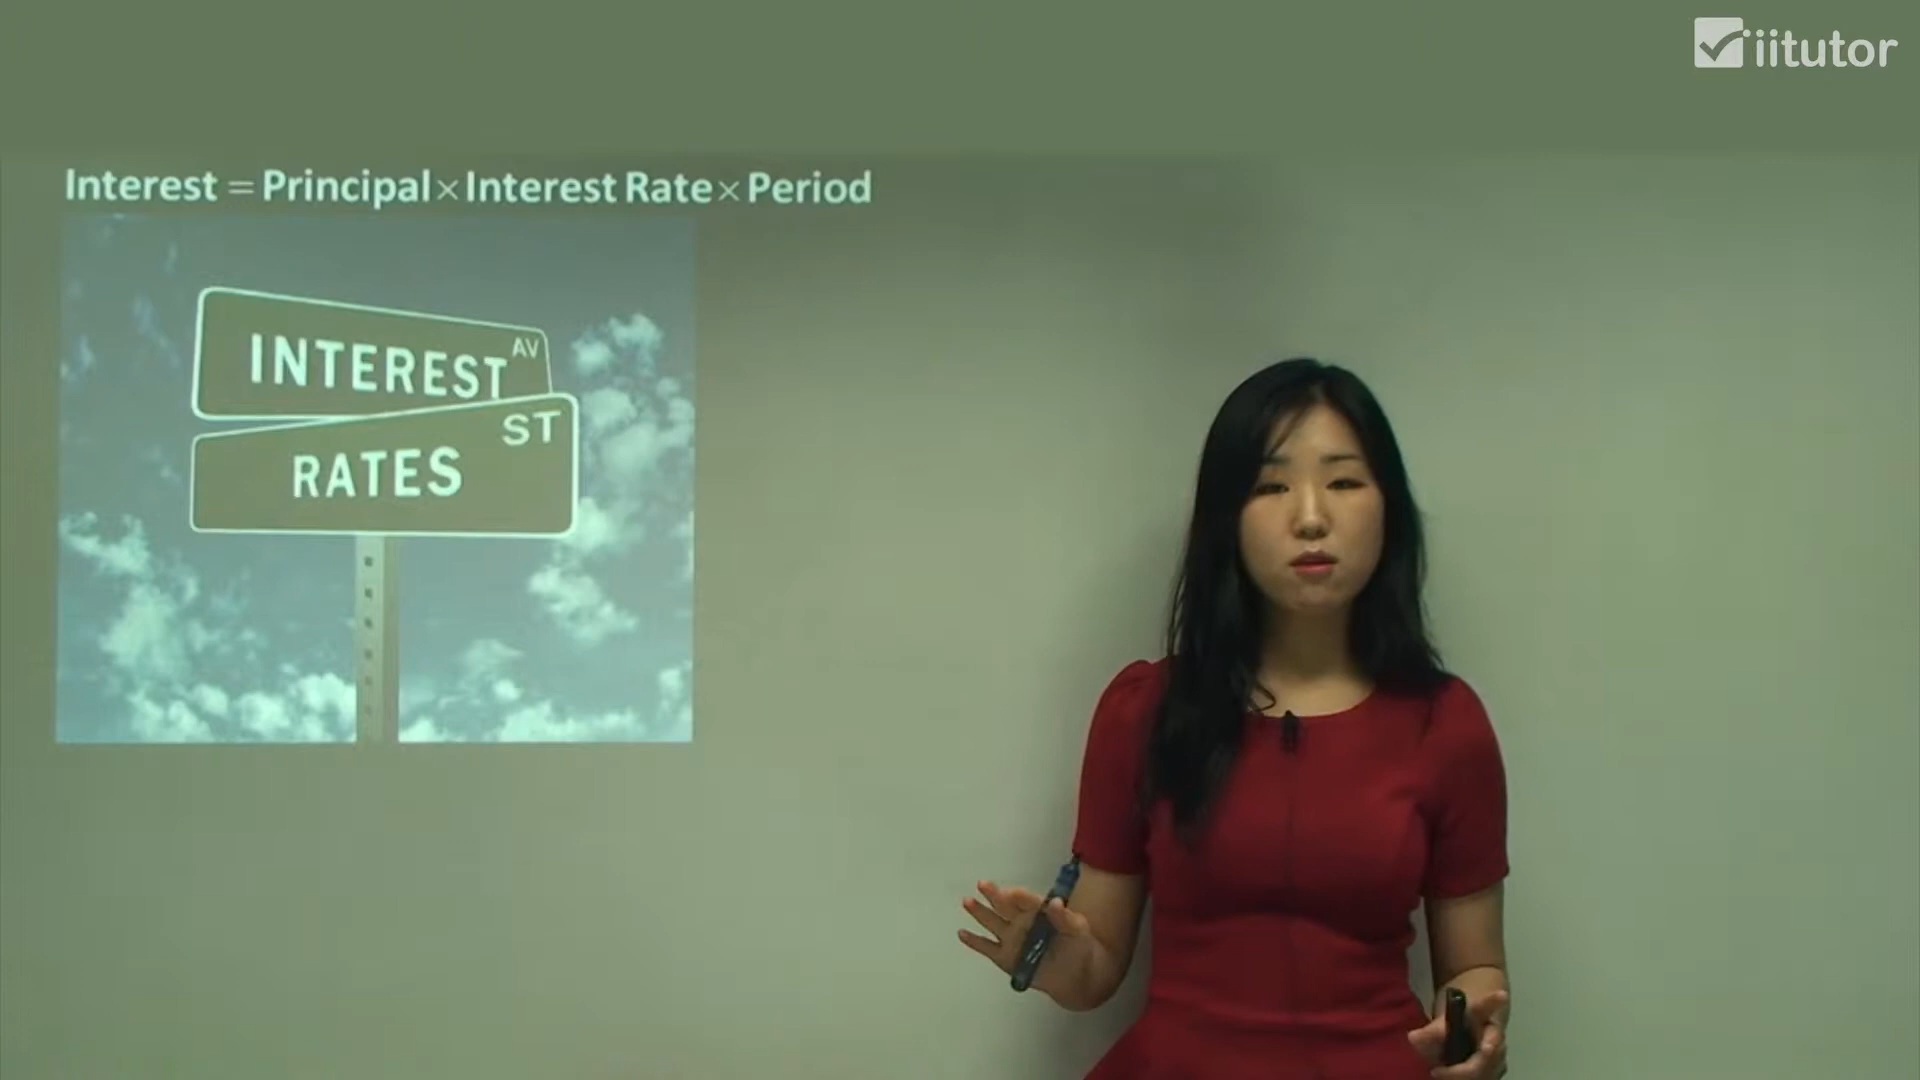 iitutor
Interest = Principal × Interest Rate × Period
INTEREST AV
RATES ST